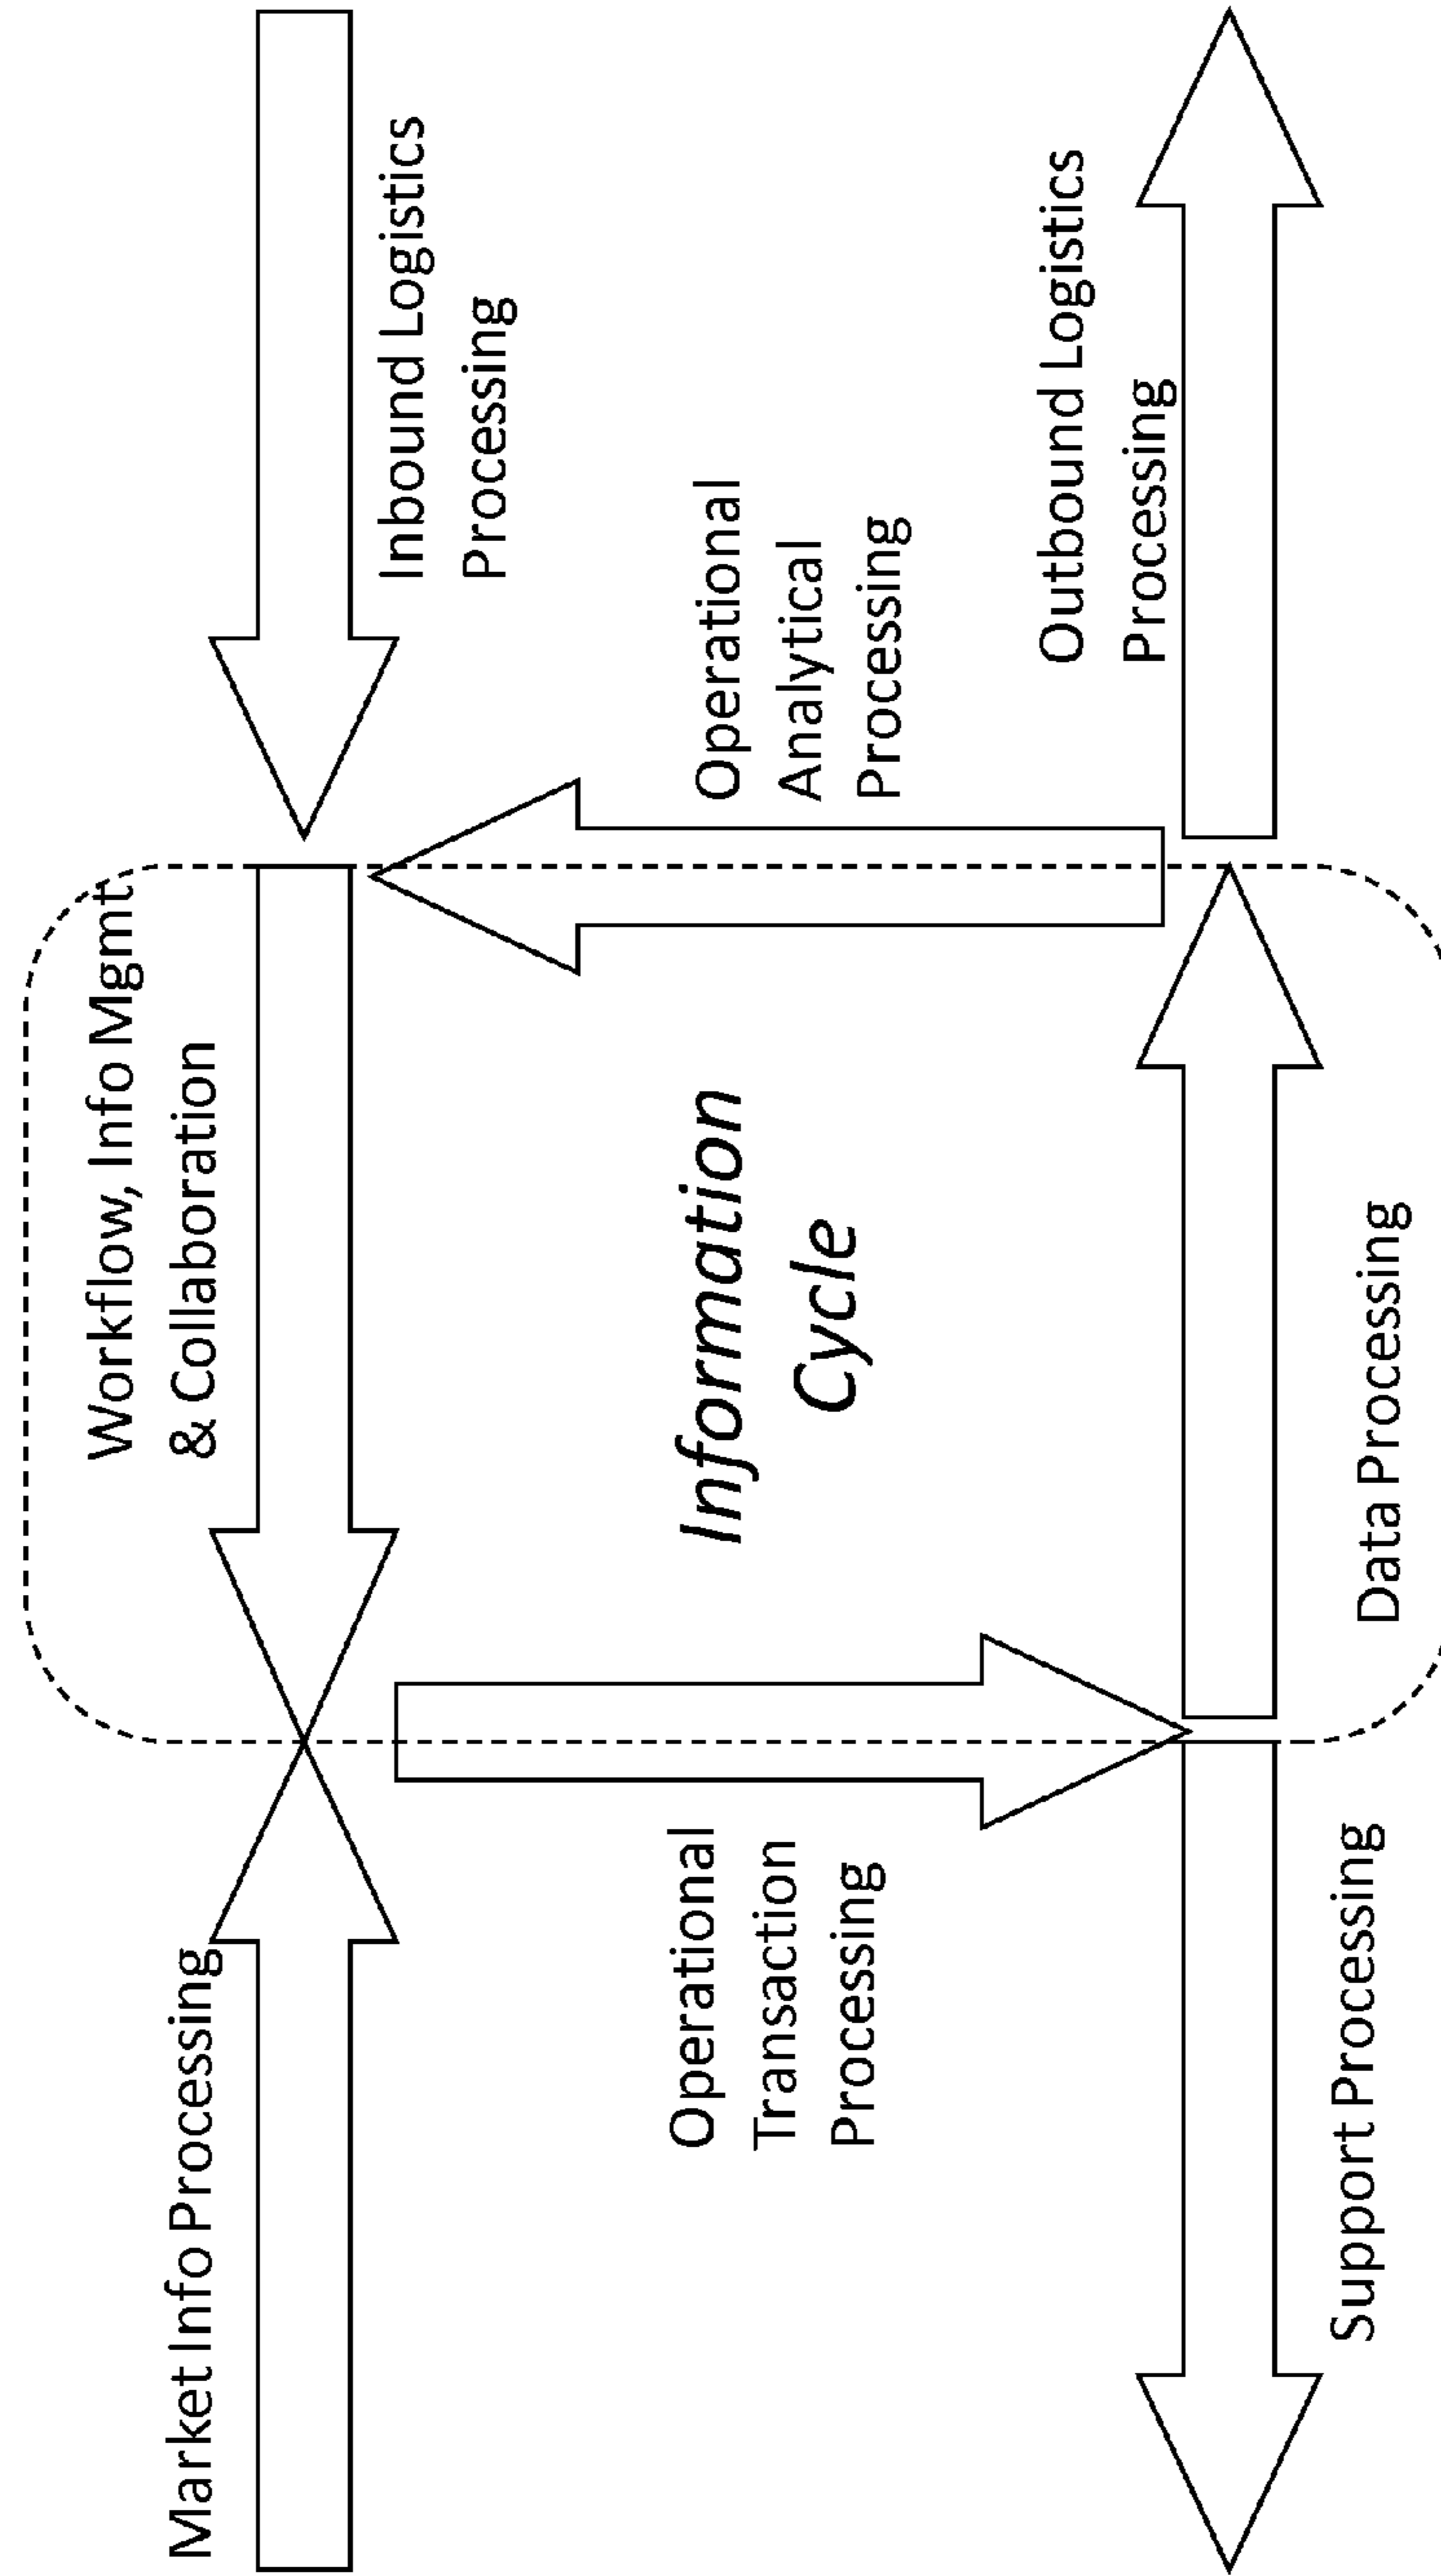 Market Info Processing
Workflow, Info Mgmt
& Collaboration
Inbound Logistics
Processing
Operational
Transaction
Processing
Information
Cycle
Operational
Analytical
Processing
Support Processing
Data Processing
Outbound Logistics
Processing